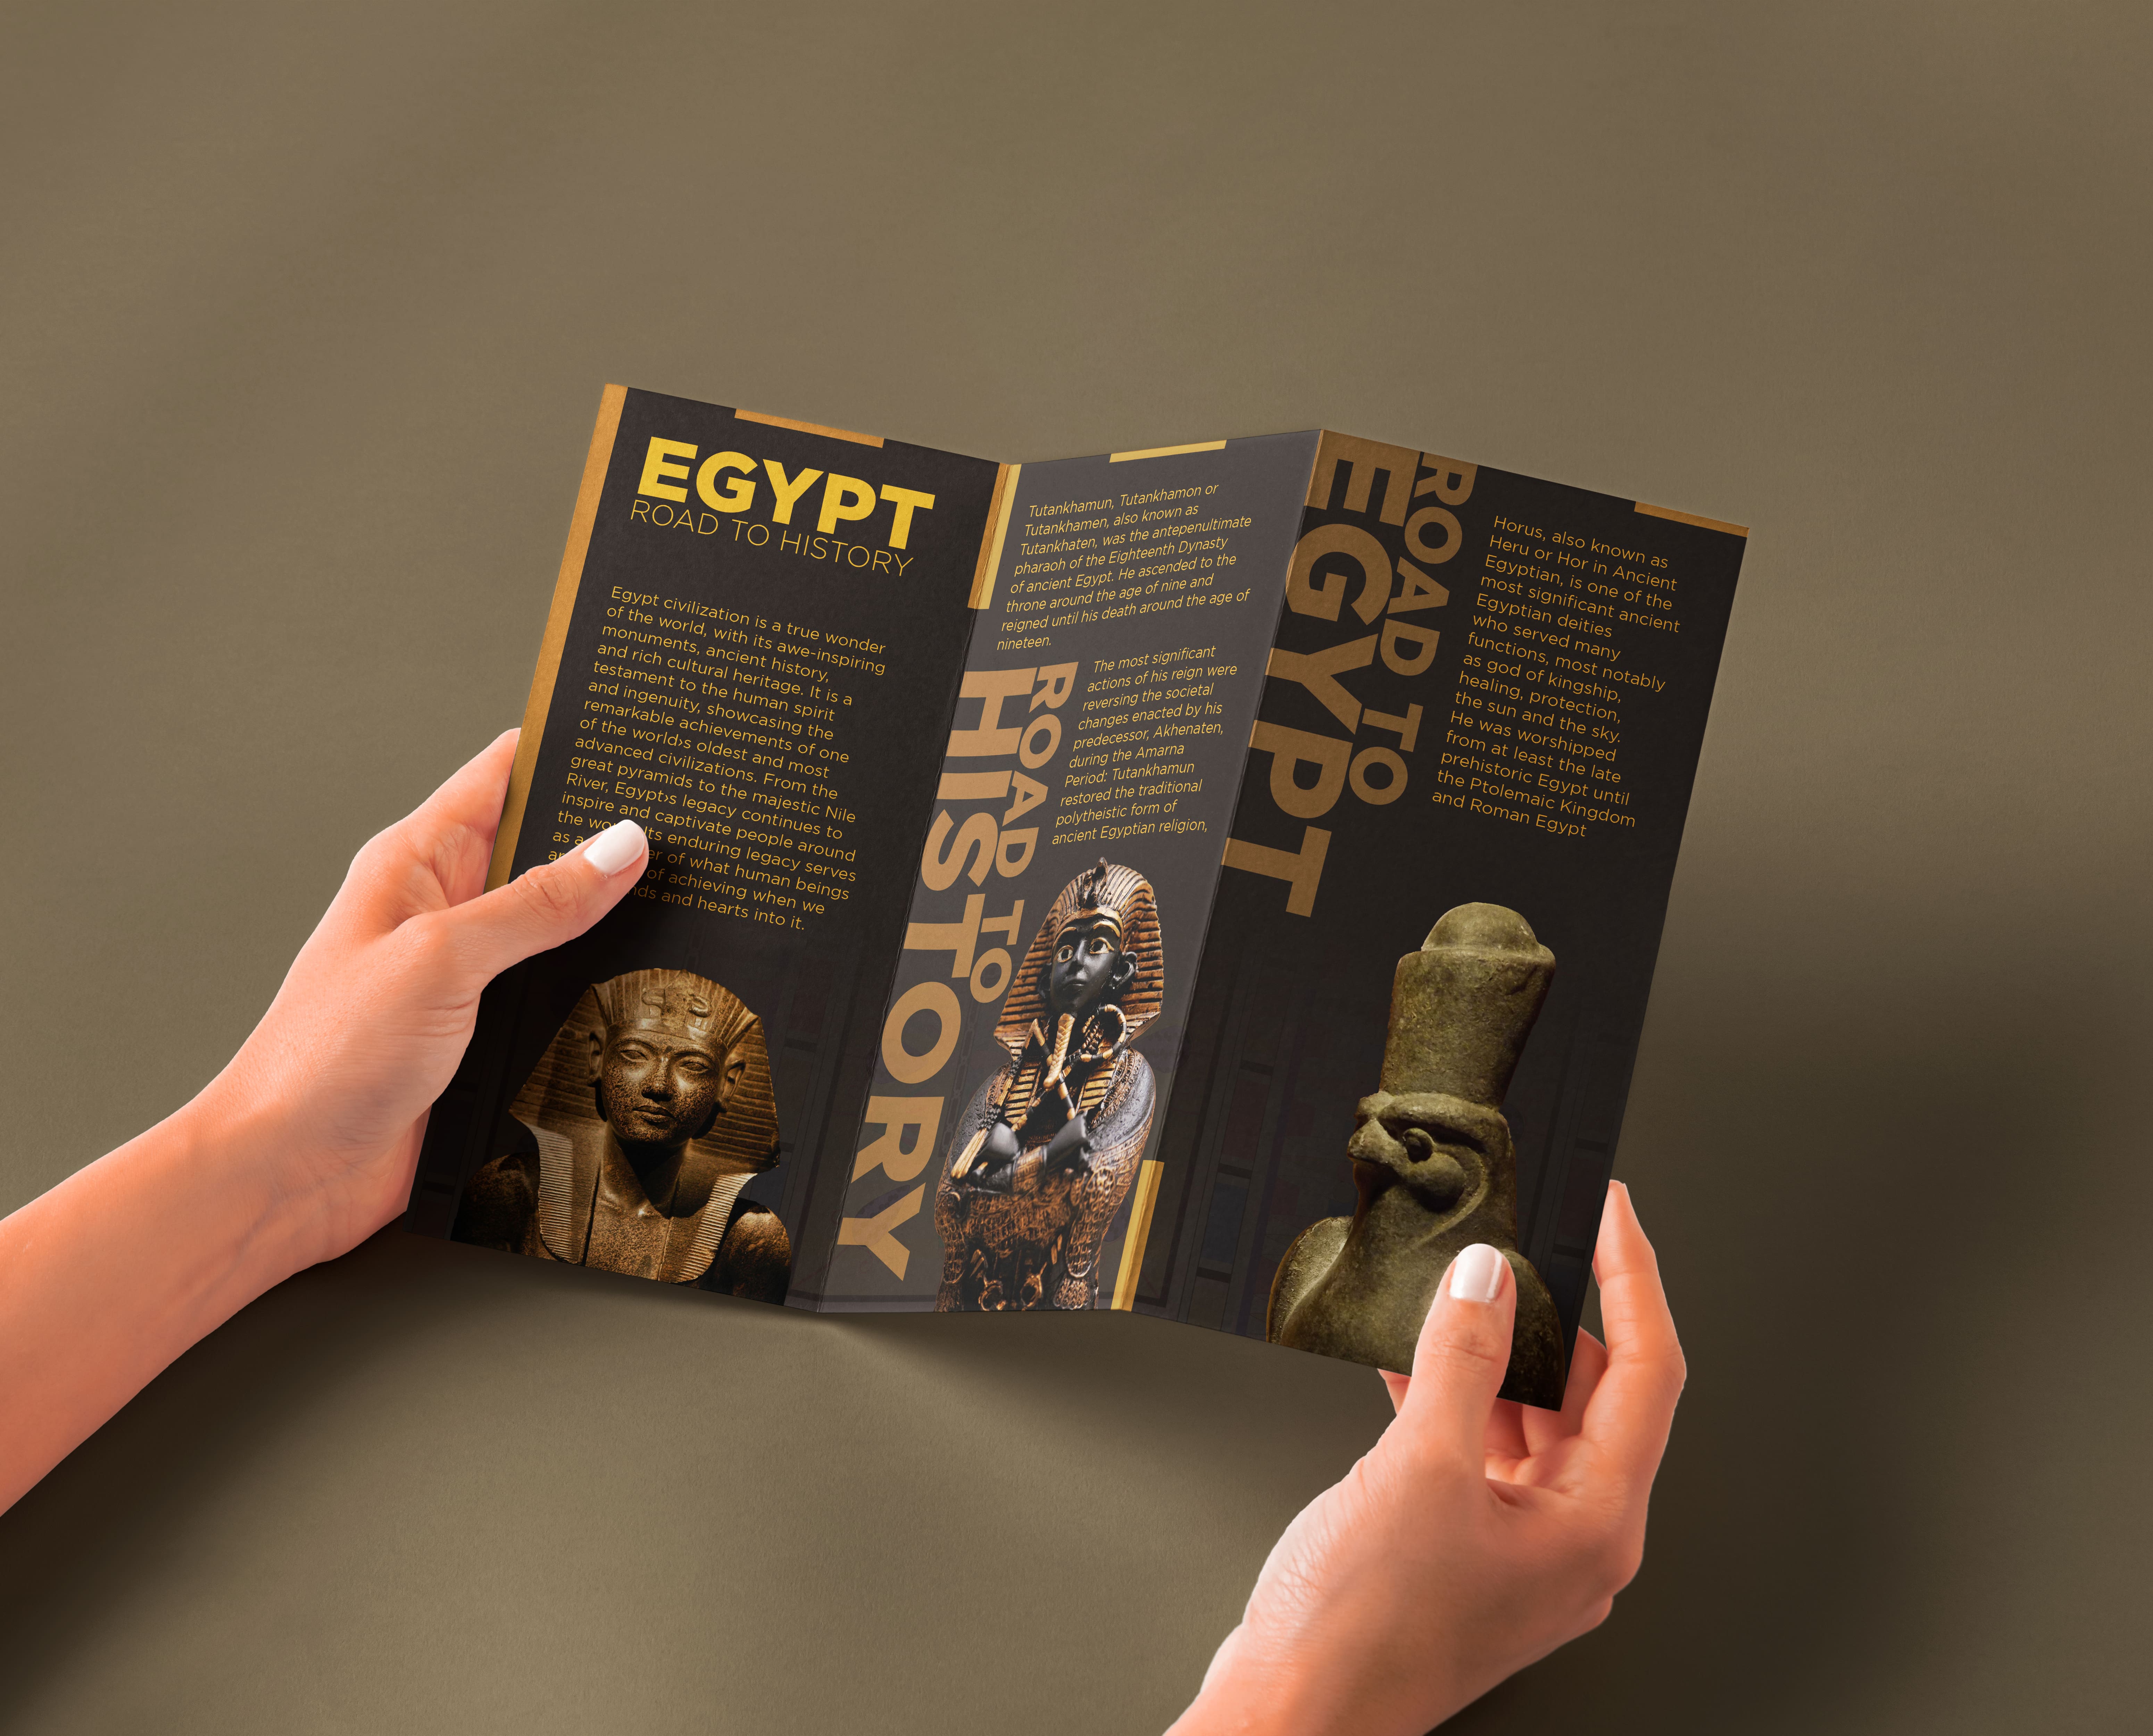 EGYPT
ROAD TO HISTORY
Egypt civilization is a true wonder
of the world, with its awe-inspiring
monuments, ancient history,
and rich cultural heritage. It is a
testament to the human spirit
and ingenuity, showcasing the
remarkable achievements of one
of the world›s oldest and most
advanced civilizations. From the
great pyramids to the majestic Nile
River, Egypt›s legacy continues to
inspire and captivate people around
the enduring legacy serves
as of what human beings
of achieving when we
and hearts into it.
Tutankhamun, Tutankhamon or
Tutankhamen, also known as
Tutankhaten, was the antepenultimate
pharaoh of the Eighteenth Dynasty
of ancient Egypt. He ascended to the
throne around the age of nine and
reigned until his death around the age of
nineteen.
The most significant
actions of his reign were
reversing the societal
changes enacted by his
predecessor, Akhenaten,
during the Amarna
Period: Tutankhamun
restored the traditional
polytheistic form of
ancient Egyptian religion,
ROAD TO
HISTORY
ROAD TO
EGYPT
Horus, also known as
Heru or Hor in Ancient
Egyptian, is one of the
most significant ancient
Egyptian deities
who served many
functions, most notably
as god of kingship,
healing, protection,
the sun and the sky.
He was worshipped
from at least the late
prehistoric Egypt until
the Ptolemaic Kingdom
and Roman Egypt